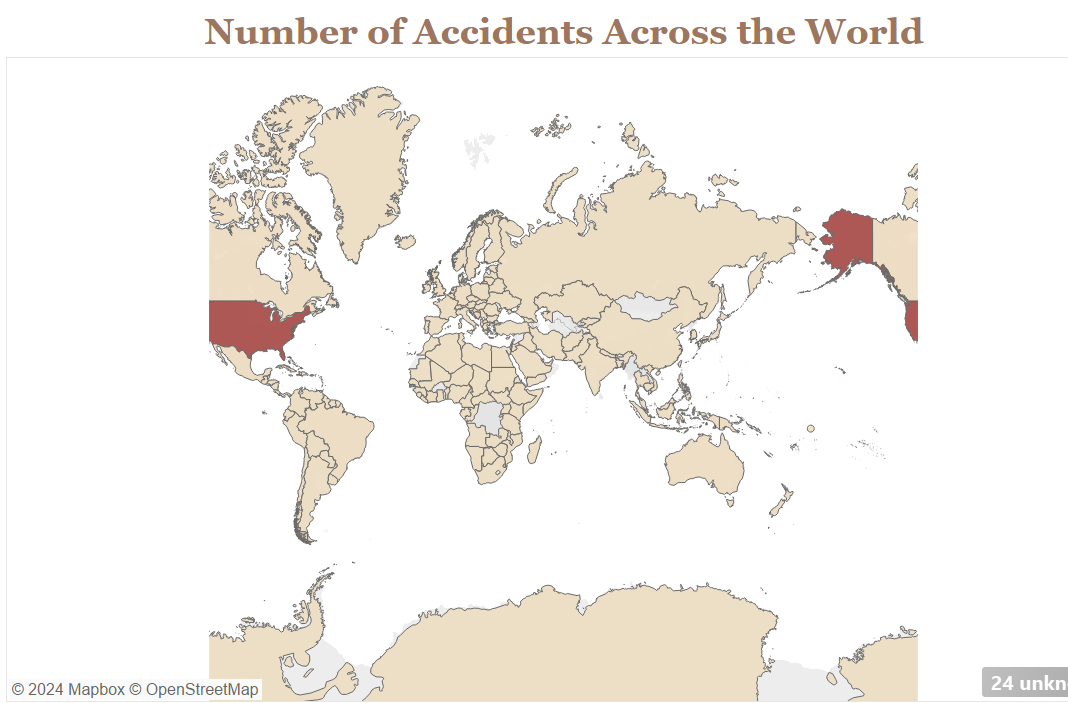 Number of Accidents Across the World
© 2024 Mapbox © OpenStreetMap
24 unkn